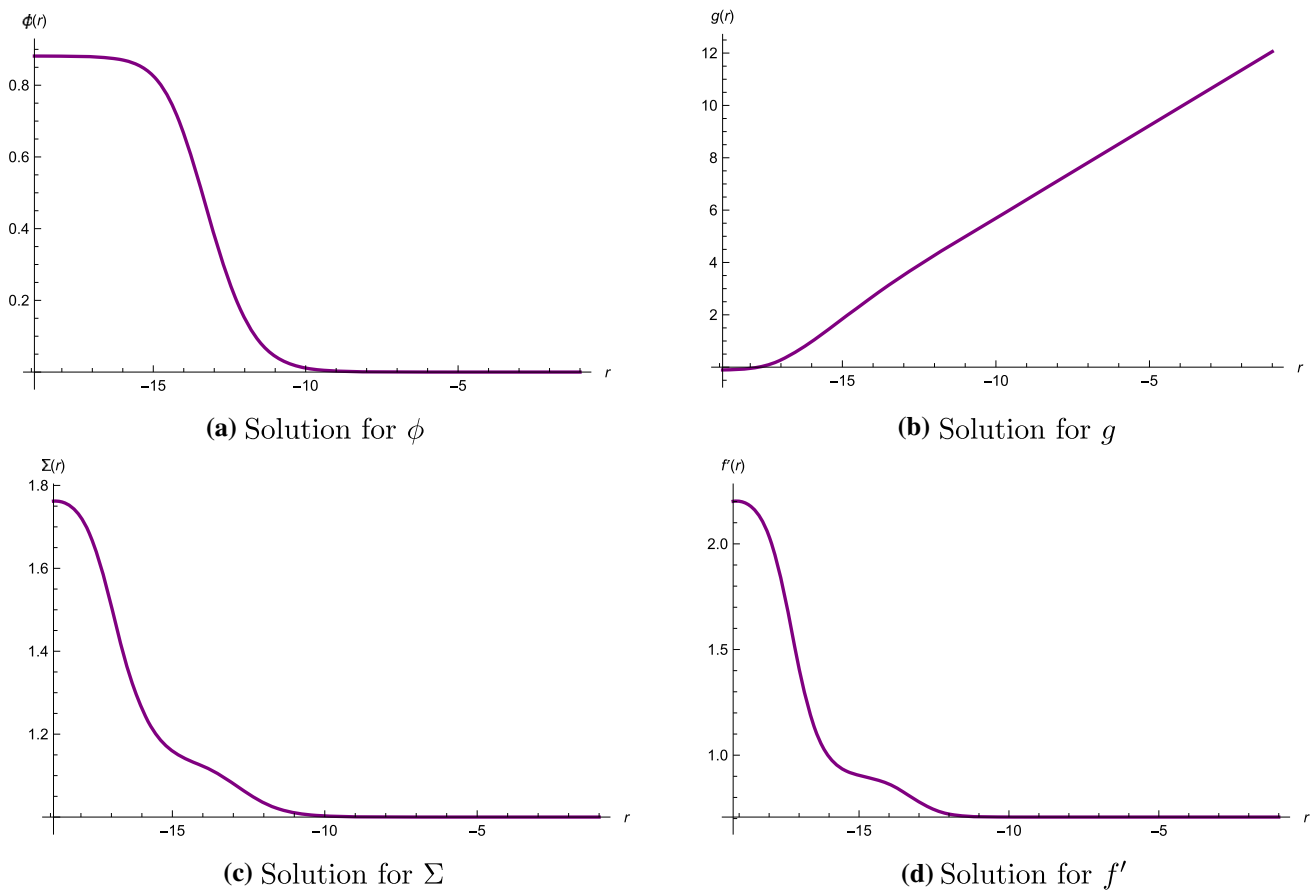 ϕ(r)
0.8
0.6
0.4
0.2
−15
−10
−5
r
(a) Solution for ϕ
g(r)
12
10
8
6
4
2
−15
−10
−5
r
(b) Solution for g
Σ(r)
1.8
1.6
1.4
1.2
−15
−10
−5
r
(c) Solution for Σ
f′(r)
2.0
1.5
1.0
−15
−10
−5
r
(d) Solution for f′